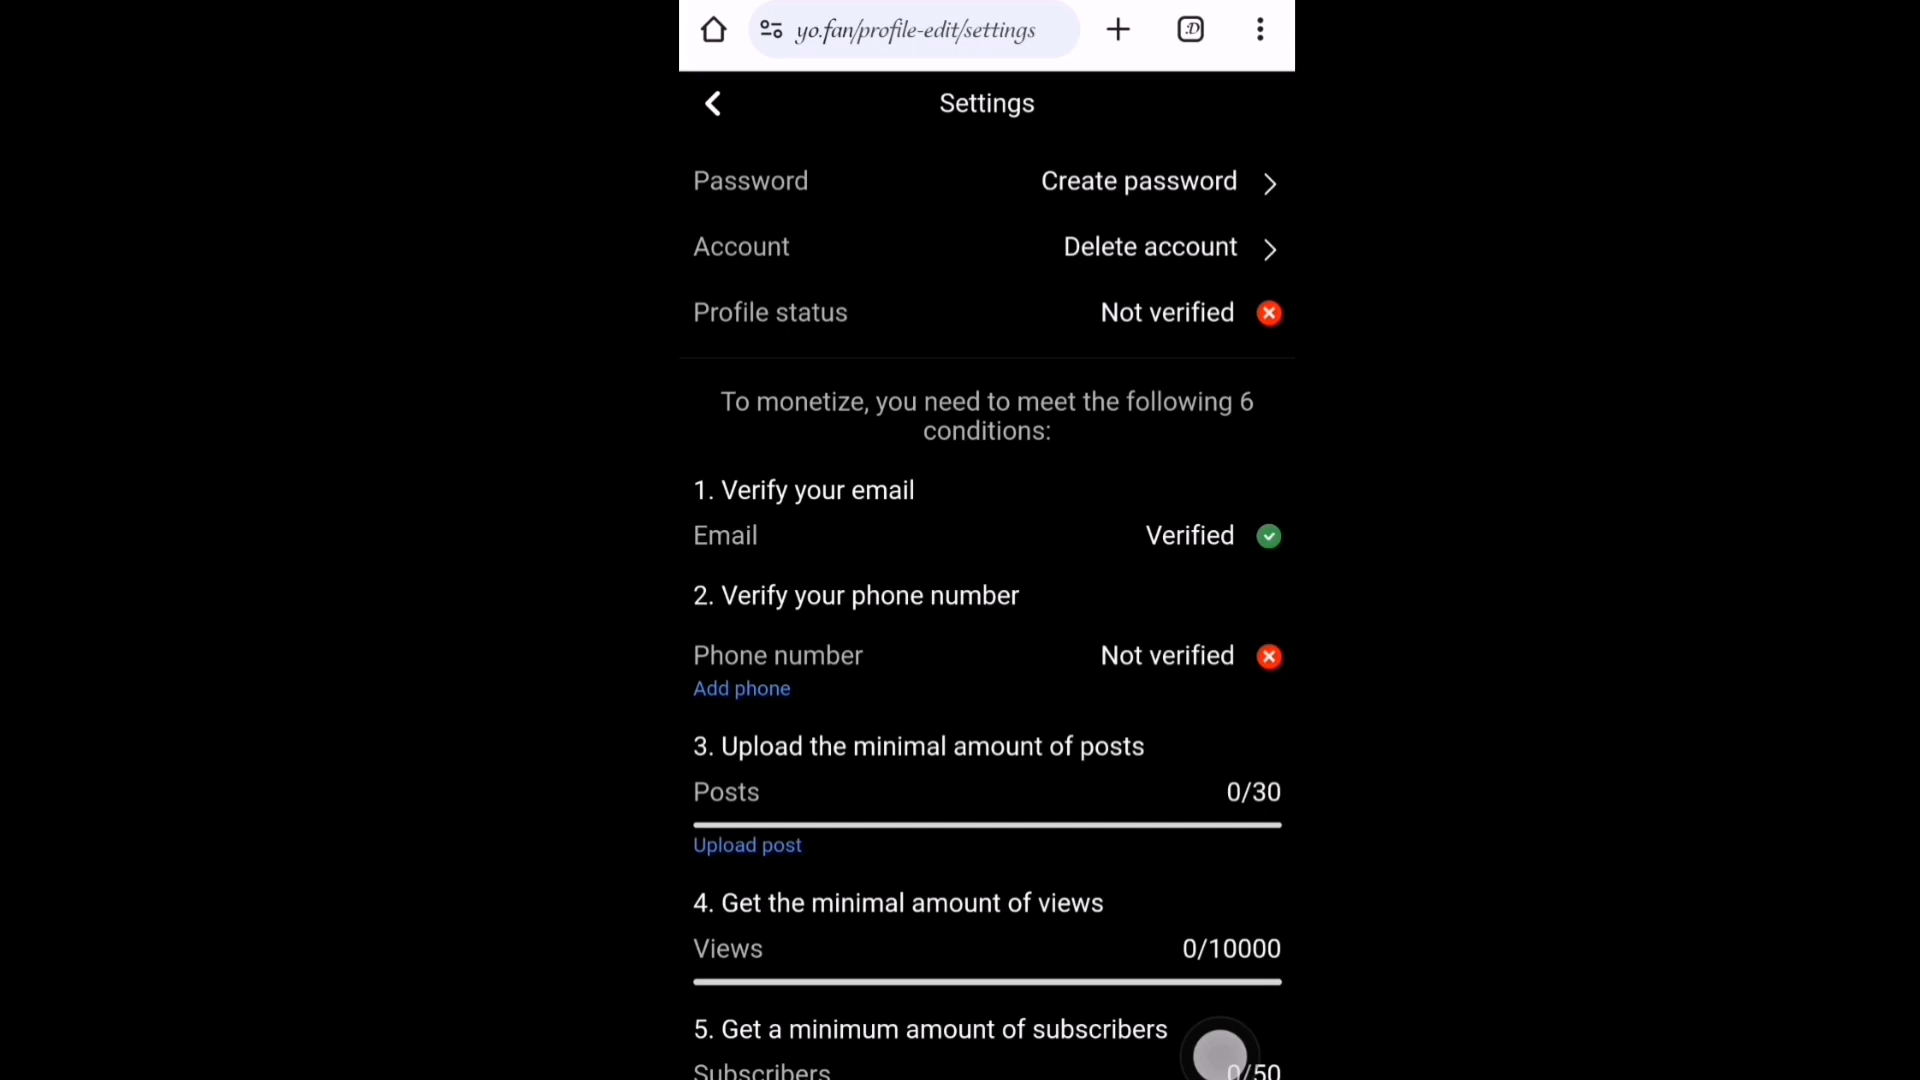 yo.fan/profile-edit/settings
:D
Settings
Password Create password
Account Delete account
Profile status Not verified
To monetize, you need to meet the following 6
conditions:
1. Verify your email
Email Verified
2. Verify your phone number
Phone number Not verified
Add phone
3. Upload the minimal amount of posts
Posts 0/30
Upload post
4. Get the minimal amount of views
Views 0/10000
5. Get a minimum amount of subscribers
Subscribers 0/50